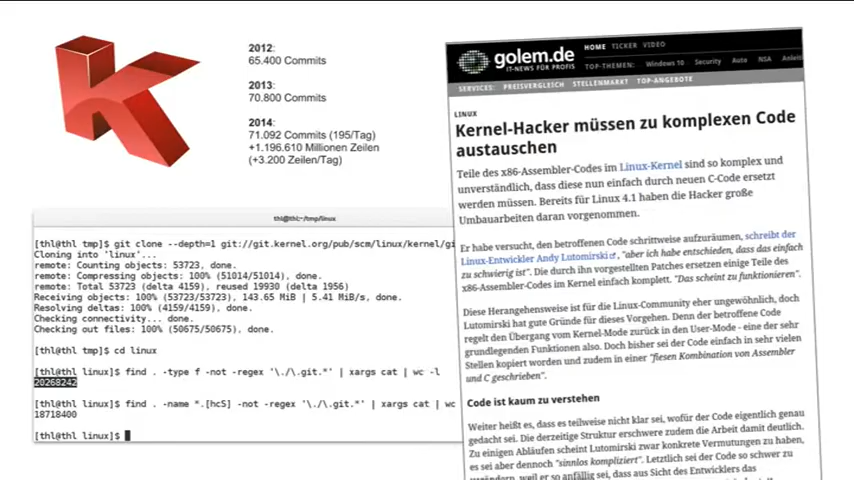 2012:
65.400 Commits
2013:
70.800 Commits
2014:
71.092 Commits (195/Tag)
+1.196.610 Millionen Zeilen
(+3.200 Zeilen/Tag)
thl@thl:~/tmp/linux
[thl@thl tmp]$ git clone --depth=1 git://git.kernel.org/pub/scm/linux/kernel/gi
Cloning into 'linux'...
remote: Counting objects: 53723, done.
remote: Compressing objects: 100% (51014/51014), done.
remote: Total 53723 (delta 4159), reused 19930 (delta 1956)
Receiving objects: 100% (53723/53723), 143.65 MiB | 5.41 MiB/s, done.
Resolving deltas: 100% (4159/4159), done.
Checking connectivity... done.
Checking out files: 100% (50675/50675), done.
[thl@thl tmp]$ cd linux
[thl@thl linux]$ find . -type f -not -regex '\./\.git.*' | xargs cat | wc -l
20268242
[thl@thl linux]$ find . -name *.[hcS] -not -regex '\./\.git.*' | xargs cat | wc
18718400
[thl@thl linux]$
golem.de
IT-NEWS FÜR PROFIS
HOME TICKER VIDEO
TOP-THEMEN: Windows 10 Security Auto NSA Anleis
SERVICES: PREISVERGLEICH STELLENMARKT TOP-ANGEBOTE
LINUX
Kernel-Hacker müssen zu komplexen Code
austauschen
Teile des x86-Assembler-Codes im Linux-Kernel sind so komplex und
unverständlich, dass diese nun einfach durch neuen C-Code ersetzt
werden müssen. Bereits für Linux 4.1 haben die Hacker große
Umbauarbeiten daran vorgenommen.
Er habe versucht, den betroffenen Code schrittweise aufzuräumen, schreibt der
Linux-Entwickler Andy Lutomirski, "aber ich habe entschieden, dass das einfach
zu schwierig ist". Die durch ihn vorgestellten Patches ersetzen einige Teile des
x86-Assembler-Codes im Kernel einfach komplett. "Das scheint zu funktionieren".
Diese Herangehensweise ist für die Linux-Community eher ungewöhnlich, doch
Lutomirski hat gute Gründe für dieses Vorgehen. Denn der betroffene Code
regelt den Übergang vom Kernel-Mode zurück in den User-Mode - eine der sehr
grundlegenden Funktionen also. Doch bisher sei der Code einfach in sehr vielen
Stellen kopiert worden und zudem in einer "fiesen Kombination von Assembler
und C geschrieben".
Code ist kaum zu verstehen
Weiter heißt es, dass es teilweise nicht klar sei, wofür der Code eigentlich genau
gedacht sei. Die derzeitige Struktur erschwere zudem die Arbeit damit deutlich.
Zu einigen Abläufen scheint Lutomirski zwar konkrete Vermutungen zu haben,
es sei aber dennoch "sinnlos kompliziert". Letztlich sei der Code so schwer zu
verändern, weil er so anfällig sei, dass aus Sicht des Entwicklers das